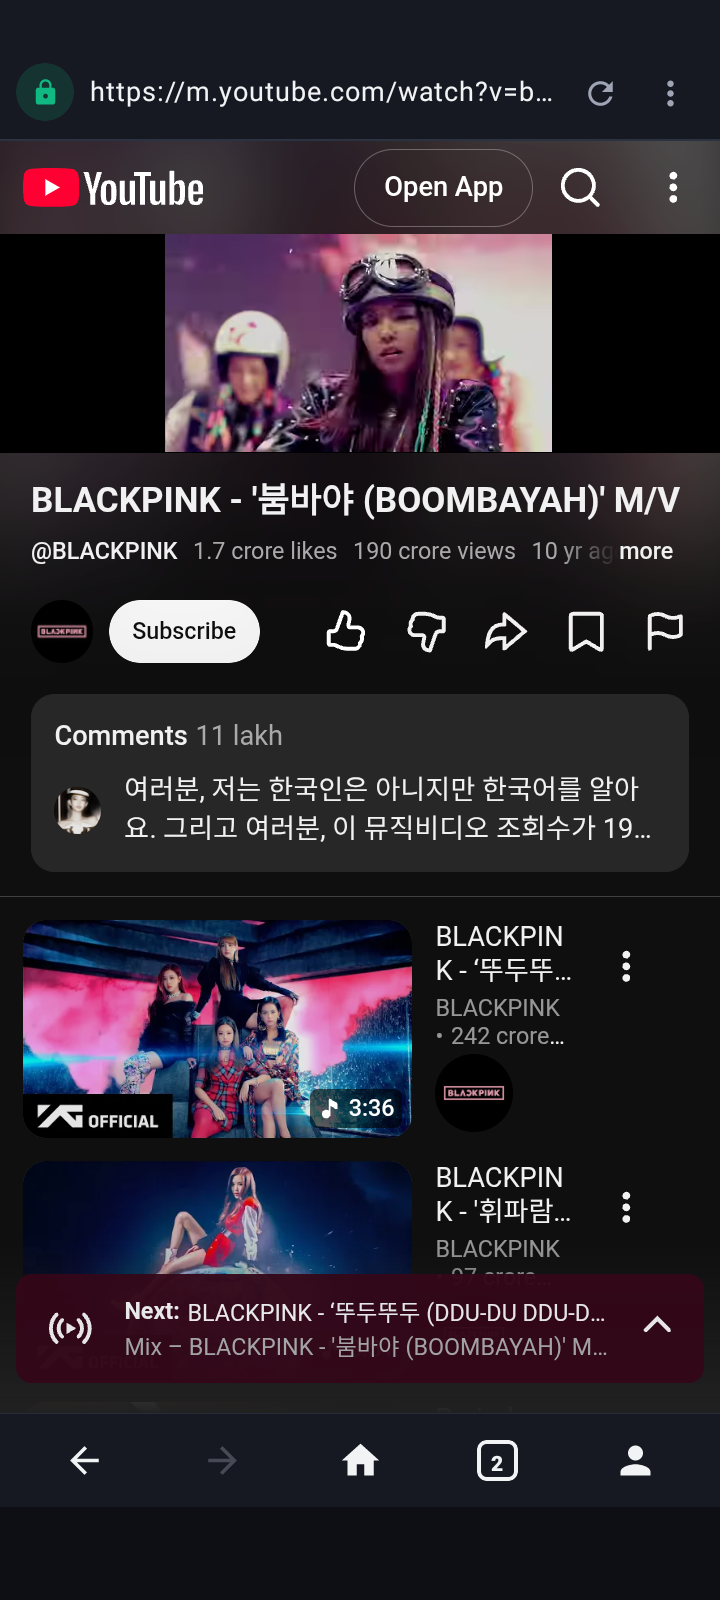 https://m.youtube.com/watch?v=b...
YouTube
Open App
BLACKPINK - '붐바야 (BOOMBAYAH)' M/V
@BLACKPINK 1.7 crore likes 190 crore views 10 yr ag more
BLACKPINK
Subscribe
Comments 11 lakh
여러분, 저는 한국인은 아니지만 한국어를 알아
요. 그리고 여러분, 이 뮤직비디오 조회수가 19...
BLACKPIN
K - ‘뚜두뚜...
BLACKPINK
• 242 crore...
BLACKPINK
YG OFFICIAL
3:36
BLACKPIN
K - '휘파람...
BLACKPINK
Next: BLACKPINK - ‘뚜두뚜두 (DDU-DU DDU-D...
Mix – BLACKPINK - '붐바야 (BOOMBAYAH)' M...
2